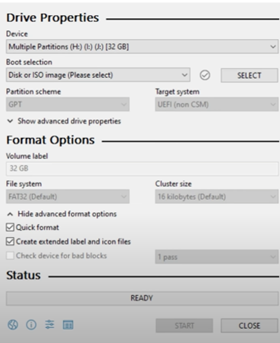 Drive Properties
Device
Multiple Partitions (H:) (I:) (J:) [32 GB]
Boot selection
Disk or ISO image (Please select)
SELECT
Partition scheme
Target system
GPT
UEFI (non CSM)
Show advanced drive properties
Format Options
Volume label
32 GB
File system
Cluster size
FAT32 (Default)
16 kilobytes (Default)
Hide advanced format options
Quick format
Create extended label and icon files
Check device for bad blocks
1 pass
Status
READY
START
CLOSE